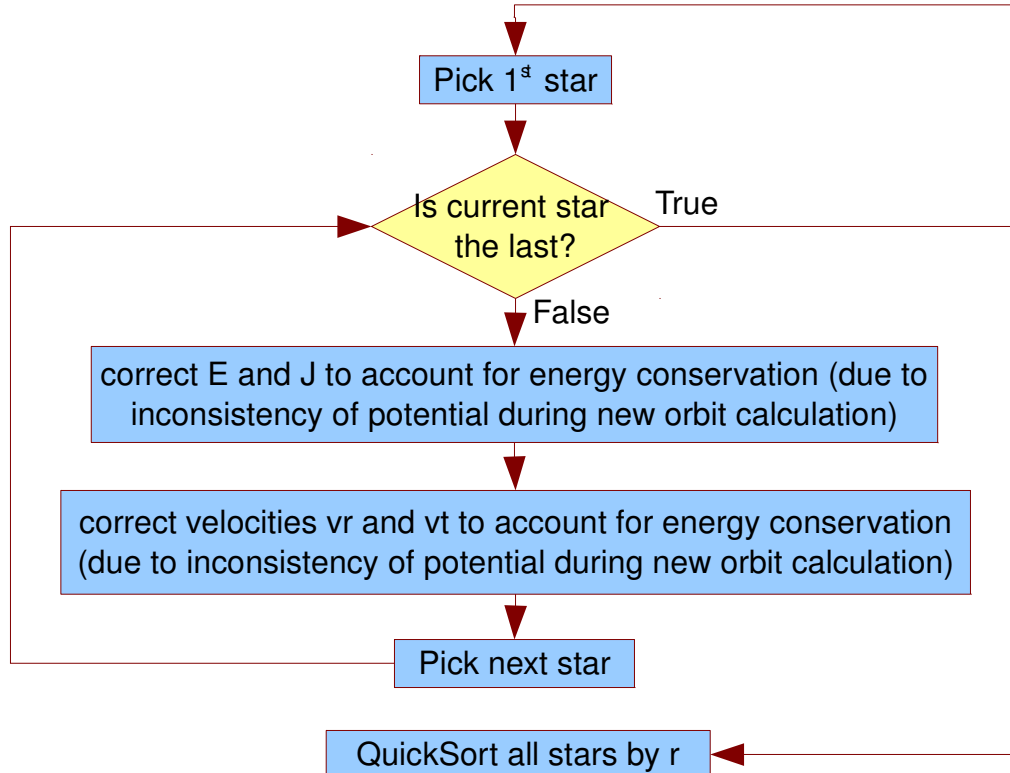 Pick 1st star
Is current star
the last?
True
False
correct E and J to account for energy conservation (due to
inconsistency of potential during new orbit calculation)
correct velocities vr and vt to account for energy conservation
(due to inconsistency of potential during new orbit calculation)
Pick next star
QuickSort all stars by r